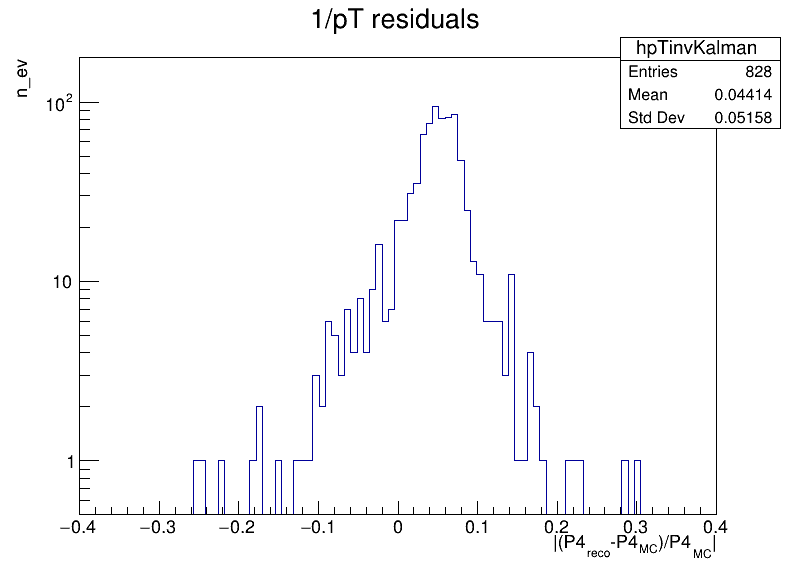 1/pT residuals
hpTinvKalman
Entries 828
Mean 0.04414
Std Dev 0.05158
n_ev
10²
10
1
−0.4 −0.3 −0.2 −0.1 0 0.1 0.2 0.3 0.4
|(P4reco-P4MC)/P4MC|